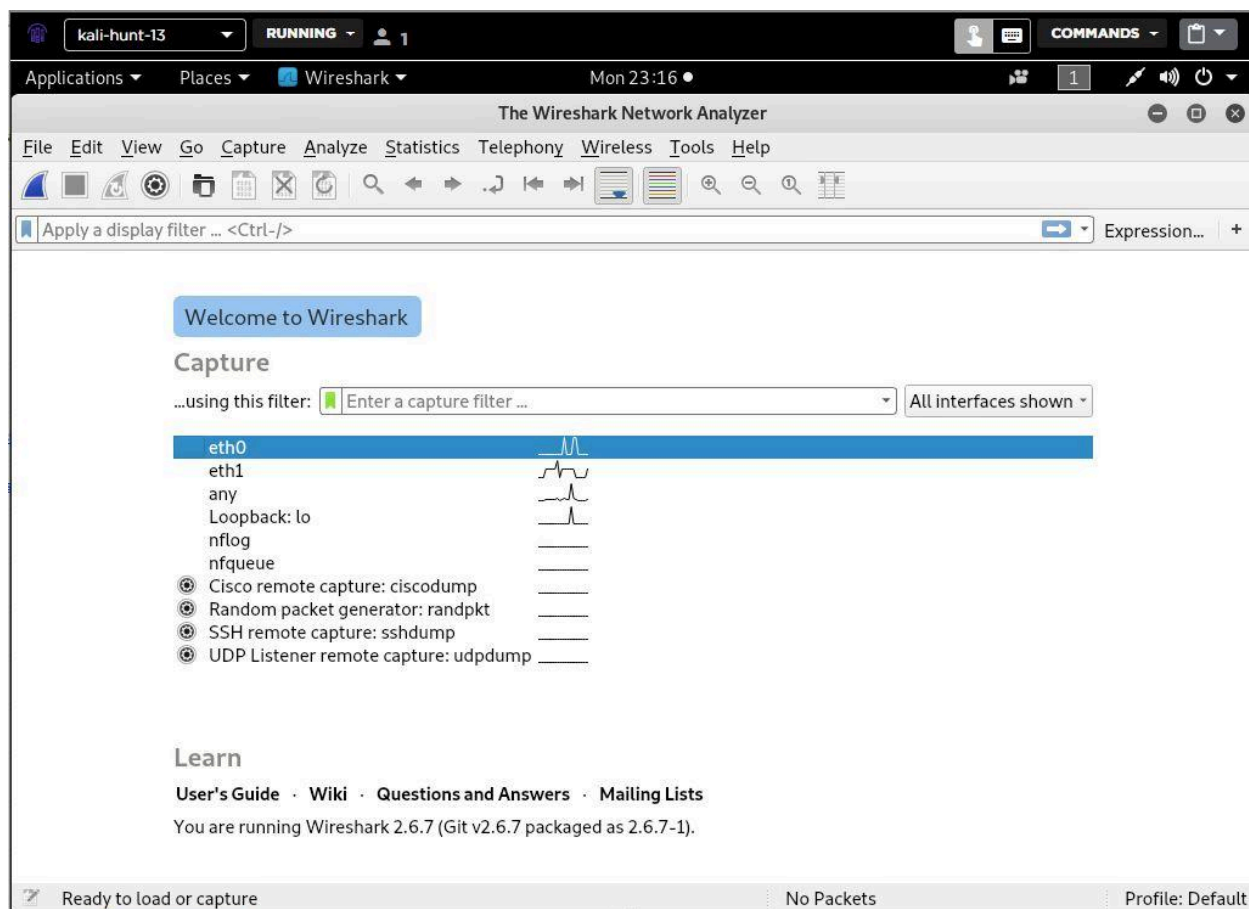 kali-hunt-13 RUNNING 1 COMMANDS
Applications Places Wireshark Mon 23:16 1
The Wireshark Network Analyzer
File Edit View Go Capture Analyze Statistics Telephony Wireless Tools Help
Apply a display filter ... <Ctrl-/> Expression... +
Welcome to Wireshark
Capture
...using this filter: Enter a capture filter ... All interfaces shown
eth0
eth1
any
Loopback: lo
nflog
nfqueue
Cisco remote capture: ciscodump
Random packet generator: randpkt
SSH remote capture: sshdump
UDP Listener remote capture: udpdump
Learn
User's Guide · Wiki · Questions and Answers · Mailing Lists
You are running Wireshark 2.6.7 (Git v2.6.7 packaged as 2.6.7-1).
Ready to load or capture No Packets Profile: Default